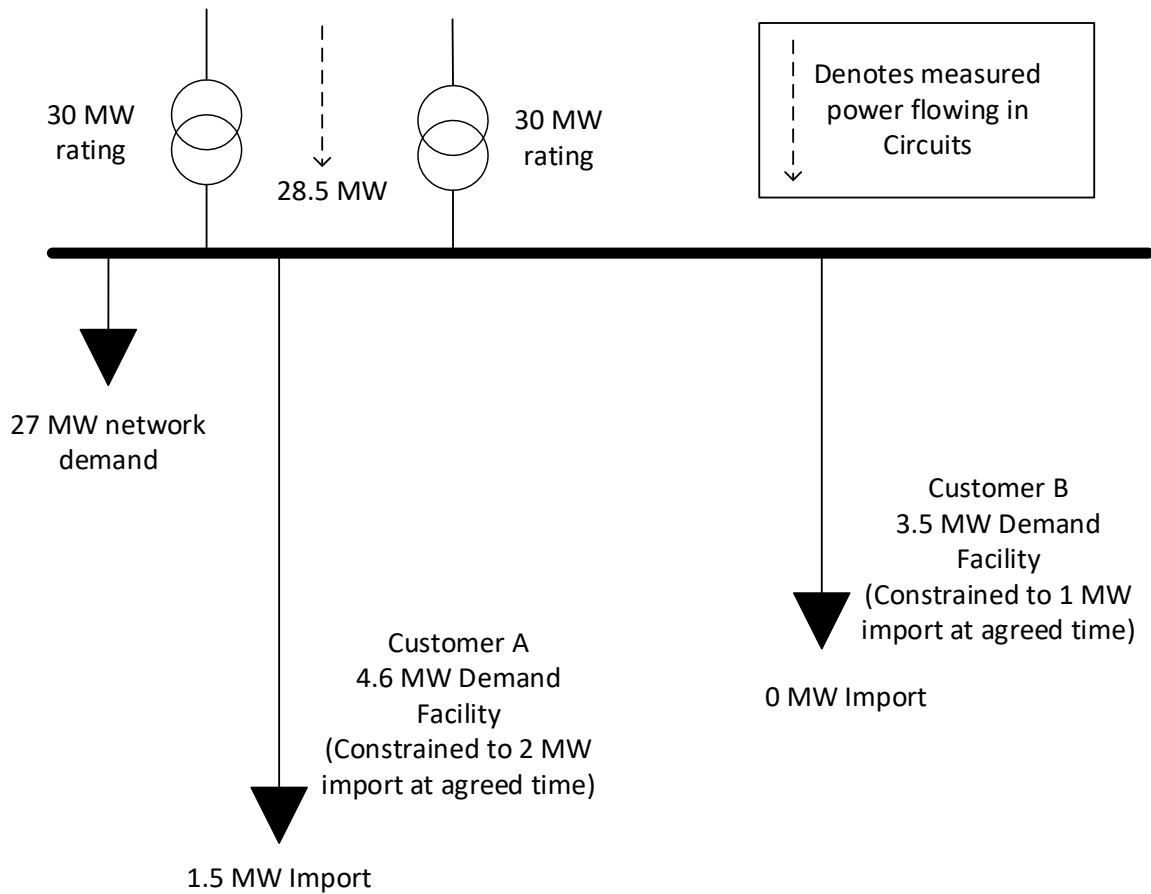 30 MW
rating
28.5 MW
30 MW
rating
Denotes measured
power flowing in
Circuits
27 MW network
demand
Customer A
4.6 MW Demand
Facility
(Constrained to 2 MW
import at agreed time)
1.5 MW Import
Customer B
3.5 MW Demand
Facility
(Constrained to 1 MW
import at agreed time)
0 MW Import